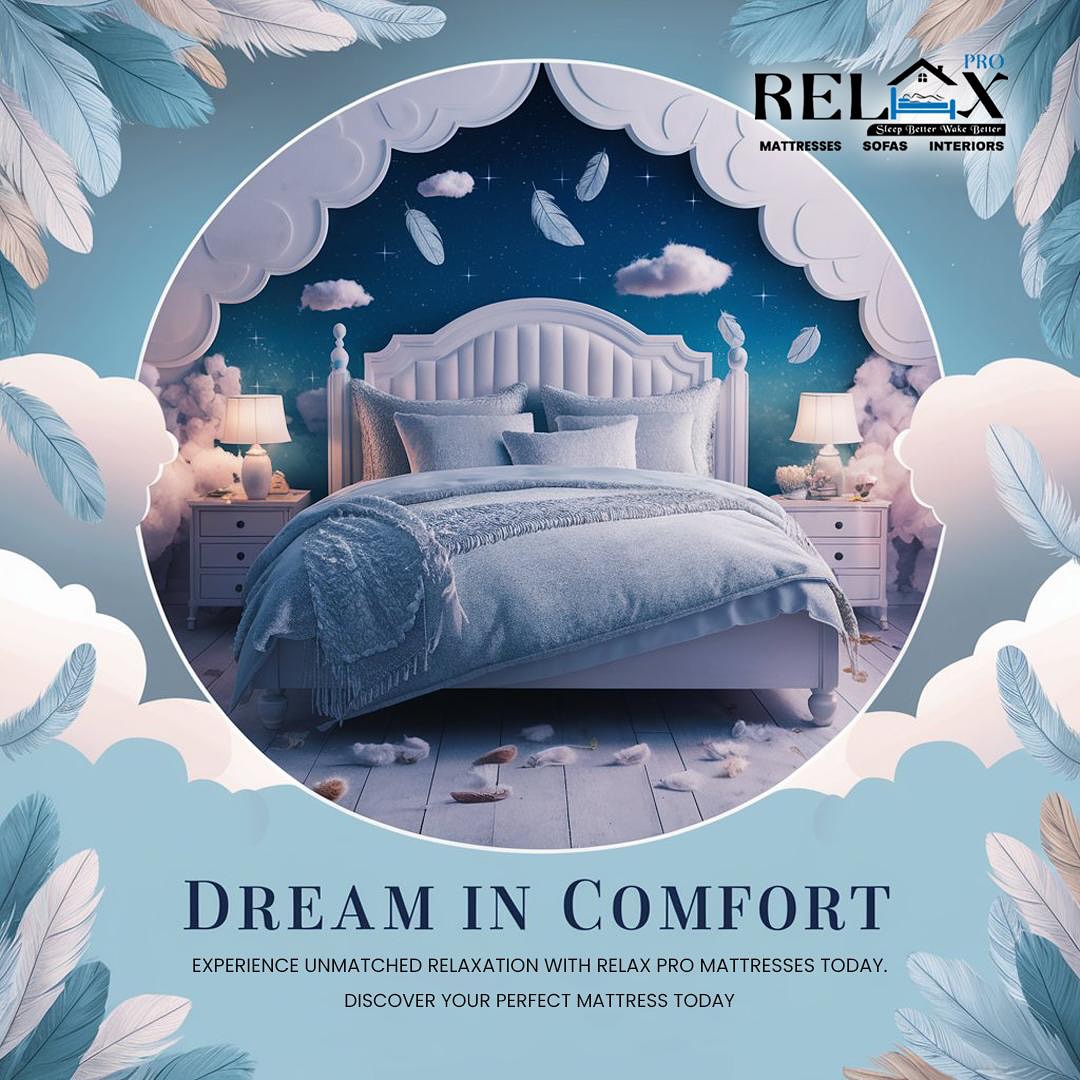 PRO
RELAX
Sleep Better Wake Better
MATTRESSES SOFAS INTERIORS
DREAM IN COMFORT
EXPERIENCE UNMATCHED RELAXATION WITH RELAX PRO MATTRESSES TODAY.
DISCOVER YOUR PERFECT MATTRESS TODAY